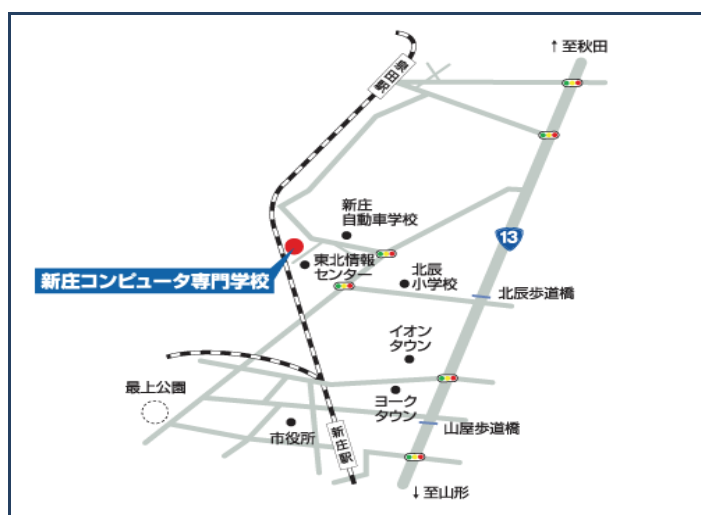 ↑至秋田
泉田駅
新庄
自動車学校
13
新庄コンピュータ専門学校
東北情報
センター
北辰
小学校
北辰歩道橋
イオン
タウン
最上公園
ヨーク
タウン
市役所
新庄駅
山屋歩道橋
↓至山形